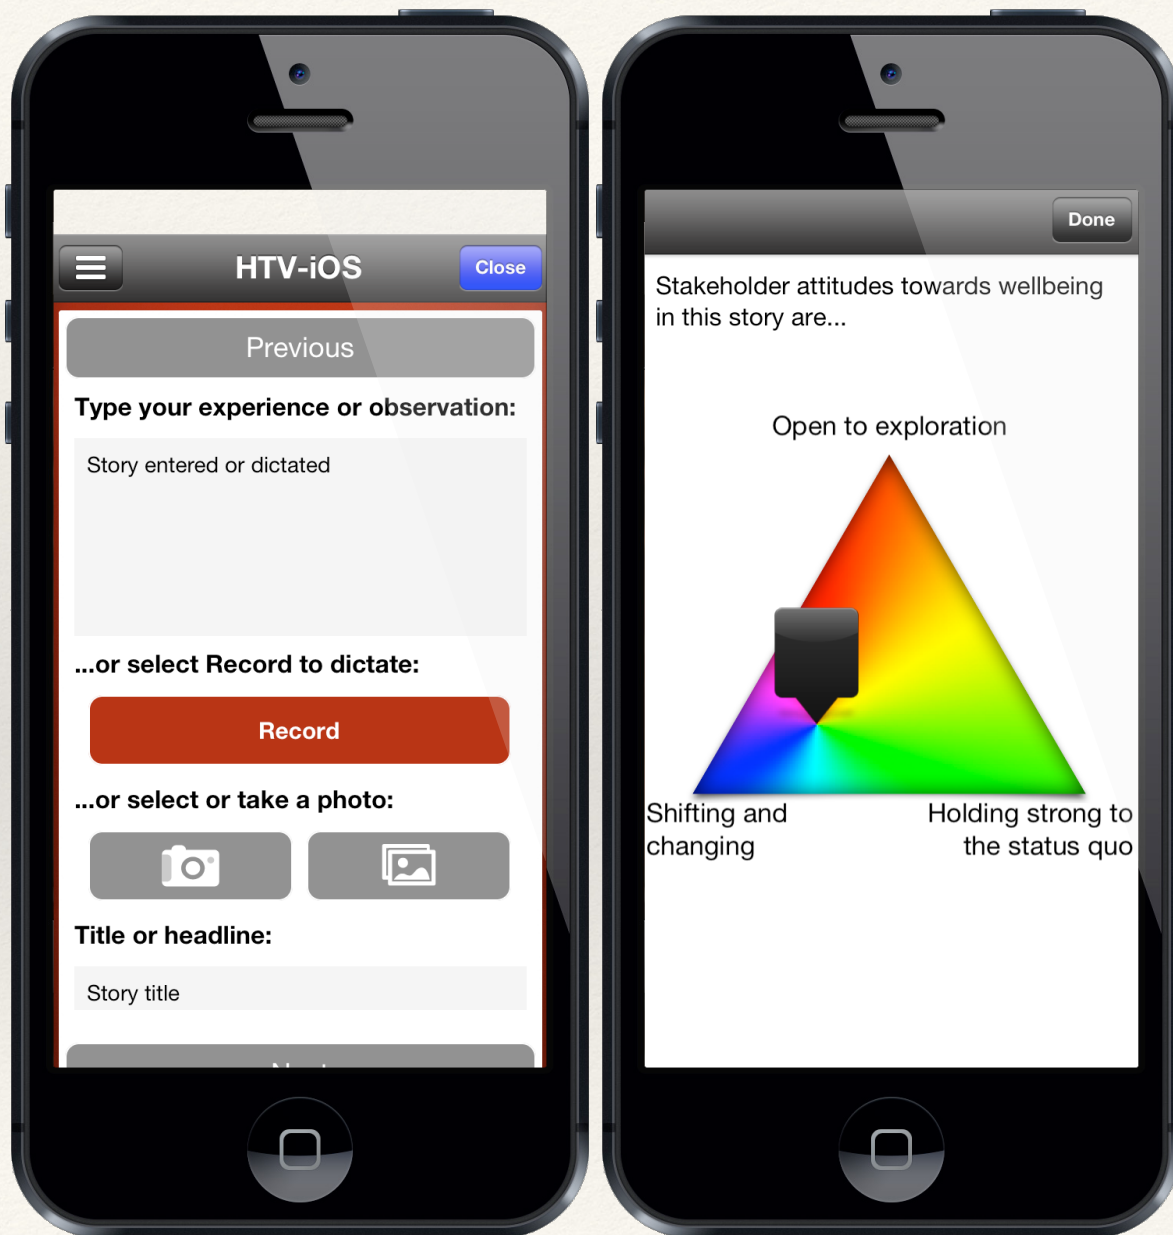 HTV-iOS
Close
Previous
Type your experience or observation:
Story entered or dictated
...or select Record to dictate:
Record
...or select or take a photo:
Title or headline:
Story title
Next
Done
Stakeholder attitudes towards wellbeing
in this story are...
Open to exploration
Shifting and
changing
Holding strong to
the status quo